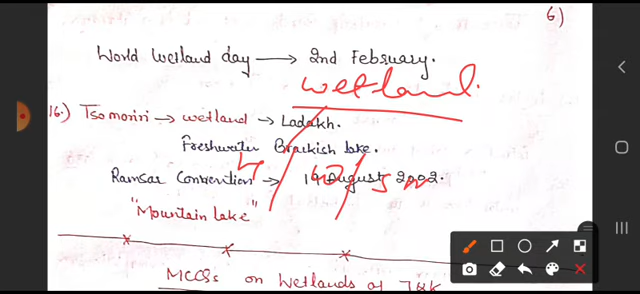 6)
World Wetland day → 2nd February.
wetland.
16.) Tsomoriri → wetland → Ladakh.
Freshwater Brackish lake.
Ramsar Convention → 19 August 2002.
"Mountain lake"
MCQs on Wetlands of J&K